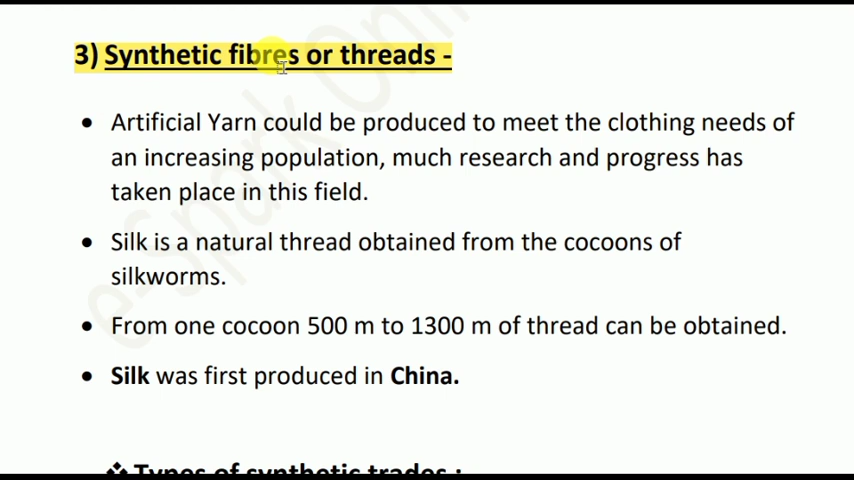 3) Synthetic fibres or threads -
• Artificial Yarn could be produced to meet the clothing needs of
an increasing population, much research and progress has
taken place in this field.
• Silk is a natural thread obtained from the cocoons of
silkworms.
• From one cocoon 500 m to 1300 m of thread can be obtained.
• Silk was first produced in China.
❖ Types of synthetic trades :
e-Spark Onlin